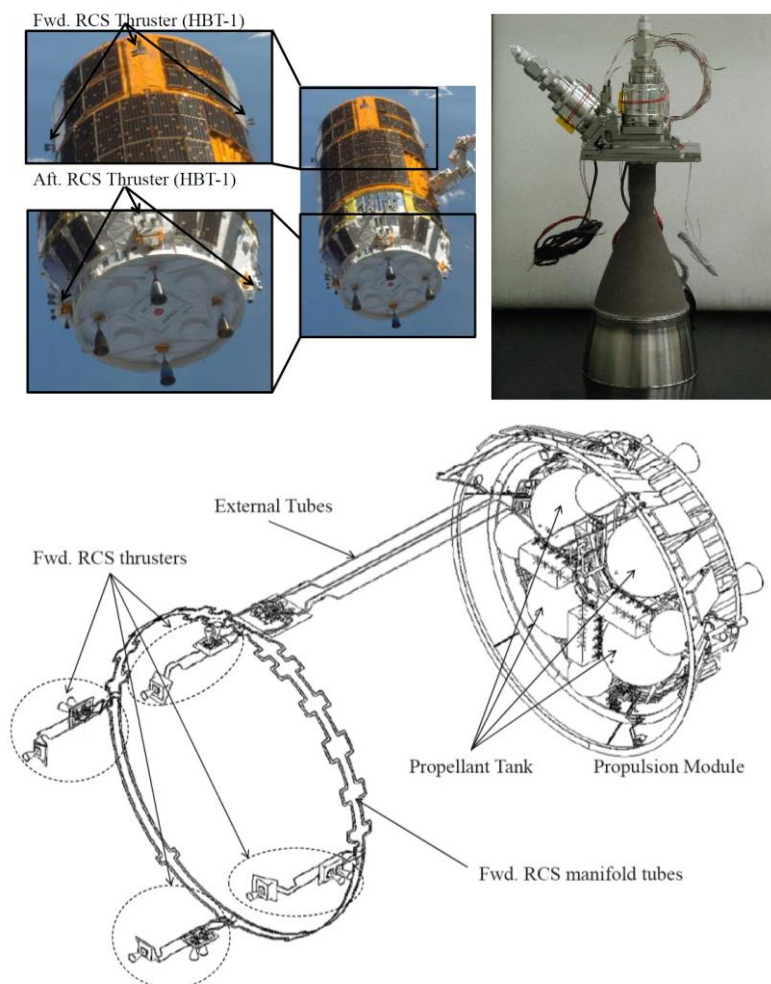 Fwd. RCS Thruster (HBT-1)
Aft. RCS Thruster (HBT-1)
External Tubes
Fwd. RCS thrusters
Propellant Tank
Propulsion Module
Fwd. RCS manifold tubes